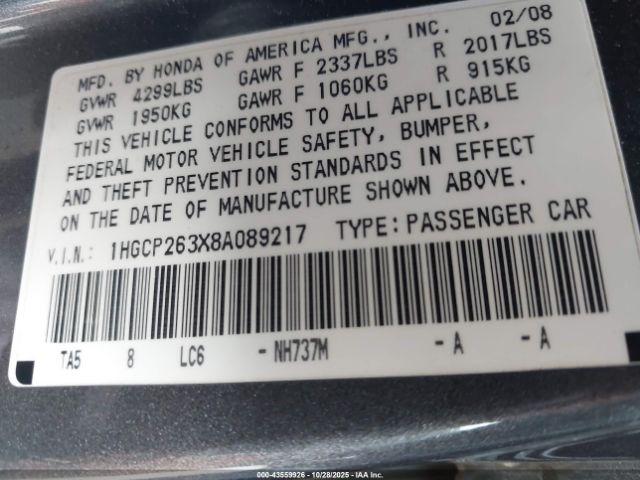 MFD. BY HONDA OF AMERICA MFG., INC. 02/08
GVWR 4299LBS GAWR F 2337LBS R 2017LBS
GVWR 1950KG GAWR F 1060KG R 915KG
THIS VEHICLE CONFORMS TO ALL APPLICABLE
FEDERAL MOTOR VEHICLE SAFETY, BUMPER,
AND THEFT PREVENTION STANDARDS IN EFFECT
ON THE DATE OF MANUFACTURE SHOWN ABOVE.
V.I.N.: 1HGCP263X8A089217 TYPE:PASSENGER CAR
TA5 8 LC6 -NH737M -A -A
000-43559926 - 10/28/2025 - IAA Inc.